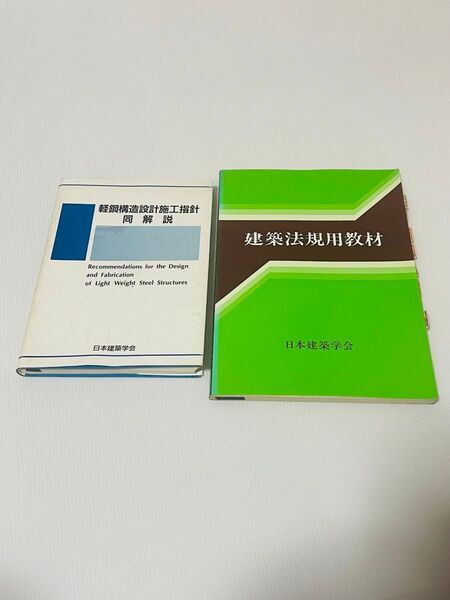 軽鋼構造設計施工指針
同解説
Recommendations for the Design
and Fabrication
of Light Weight Steel Structures
日本建築学会
建築法規用教材
日本建築学会